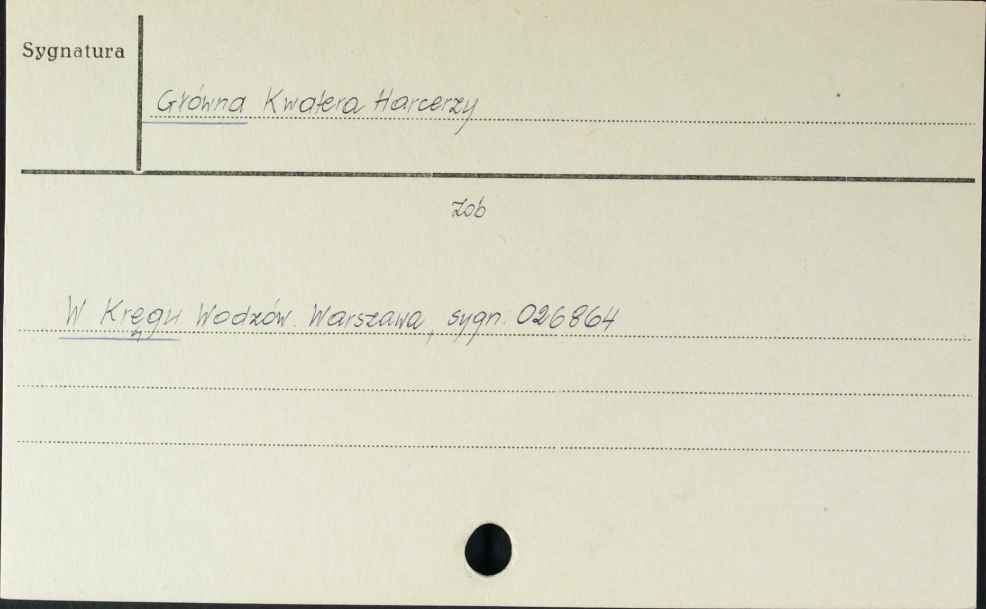 Sygnatura
Główna Kwatera Harcerzy
Zob
W Kręgu Wodzów. Warszawa, sygn. 026864